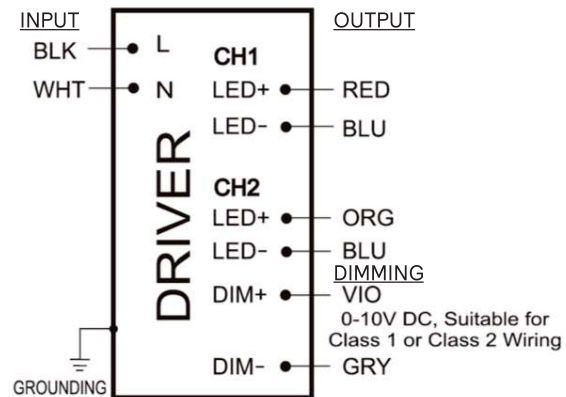 INPUT
OUTPUT
BLK
L
CH1
WHT
N
LED+
RED
LED-
BLU
DRIVER
CH2
LED+
ORG
LED-
BLU
DIMMING
DIM+
VIO
0-10V DC, Suitable for
Class 1 or Class 2 Wiring
DIM-
GRY
GROUNDING